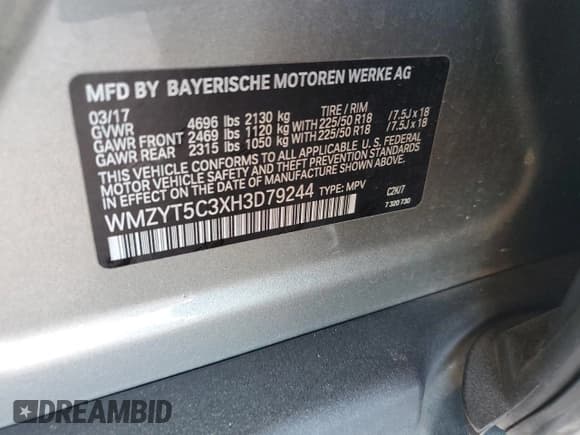 MFD BY BAYERISCHE MOTOREN WERKE AG
03/17 TIRE / RIM
GVWR 4696 lbs 2130 kg
GAWR FRONT 2469 lbs 1120 kg WITH 225/50 R18 /7.5J x 18
GAWR REAR 2315 lbs 1050 kg WITH 225/50 R18 /7.5J x 18
THIS VEHICLE CONFORMS TO ALL APPLICABLE U. S. FEDERAL
MOTOR VEHICLE SAFETY AND THEFT PREVENTION STANDARDS
IN EFFECT ON THE DATE OF MANUFACTURE SHOWN ABOVE.
WMZYT5C3XH3D79244 TYPE: MPV C2K/7
7 320 730
DREAMBID